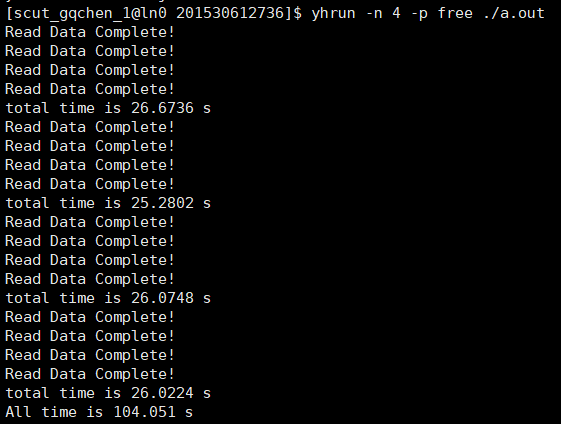 [scut_gqchen_1@ln0 201530612736]$ yhrun -n 4 -p free ./a.out
Read Data Complete!
Read Data Complete!
Read Data Complete!
Read Data Complete!
total time is 26.6736 s
Read Data Complete!
Read Data Complete!
Read Data Complete!
Read Data Complete!
total time is 25.2802 s
Read Data Complete!
Read Data Complete!
Read Data Complete!
Read Data Complete!
total time is 26.0748 s
Read Data Complete!
Read Data Complete!
Read Data Complete!
Read Data Complete!
total time is 26.0224 s
All time is 104.051 s